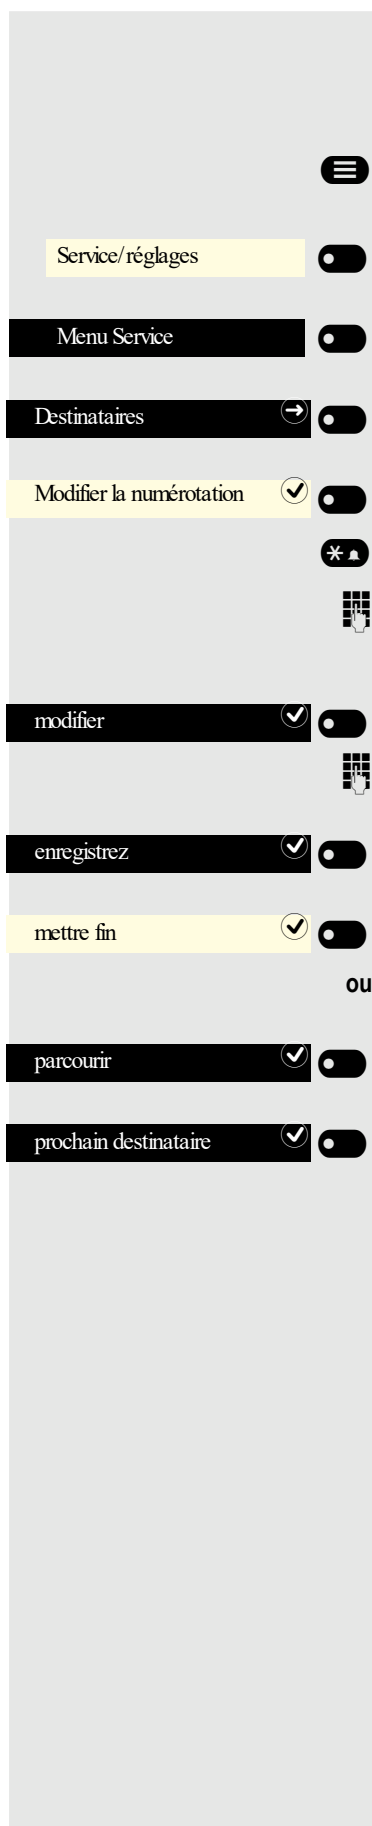 Service/réglages
Menu Service
Destinataires
Modifier la numérotation
modifier
enregistrez
mettre fin
ou
parcourir
prochain destinataire